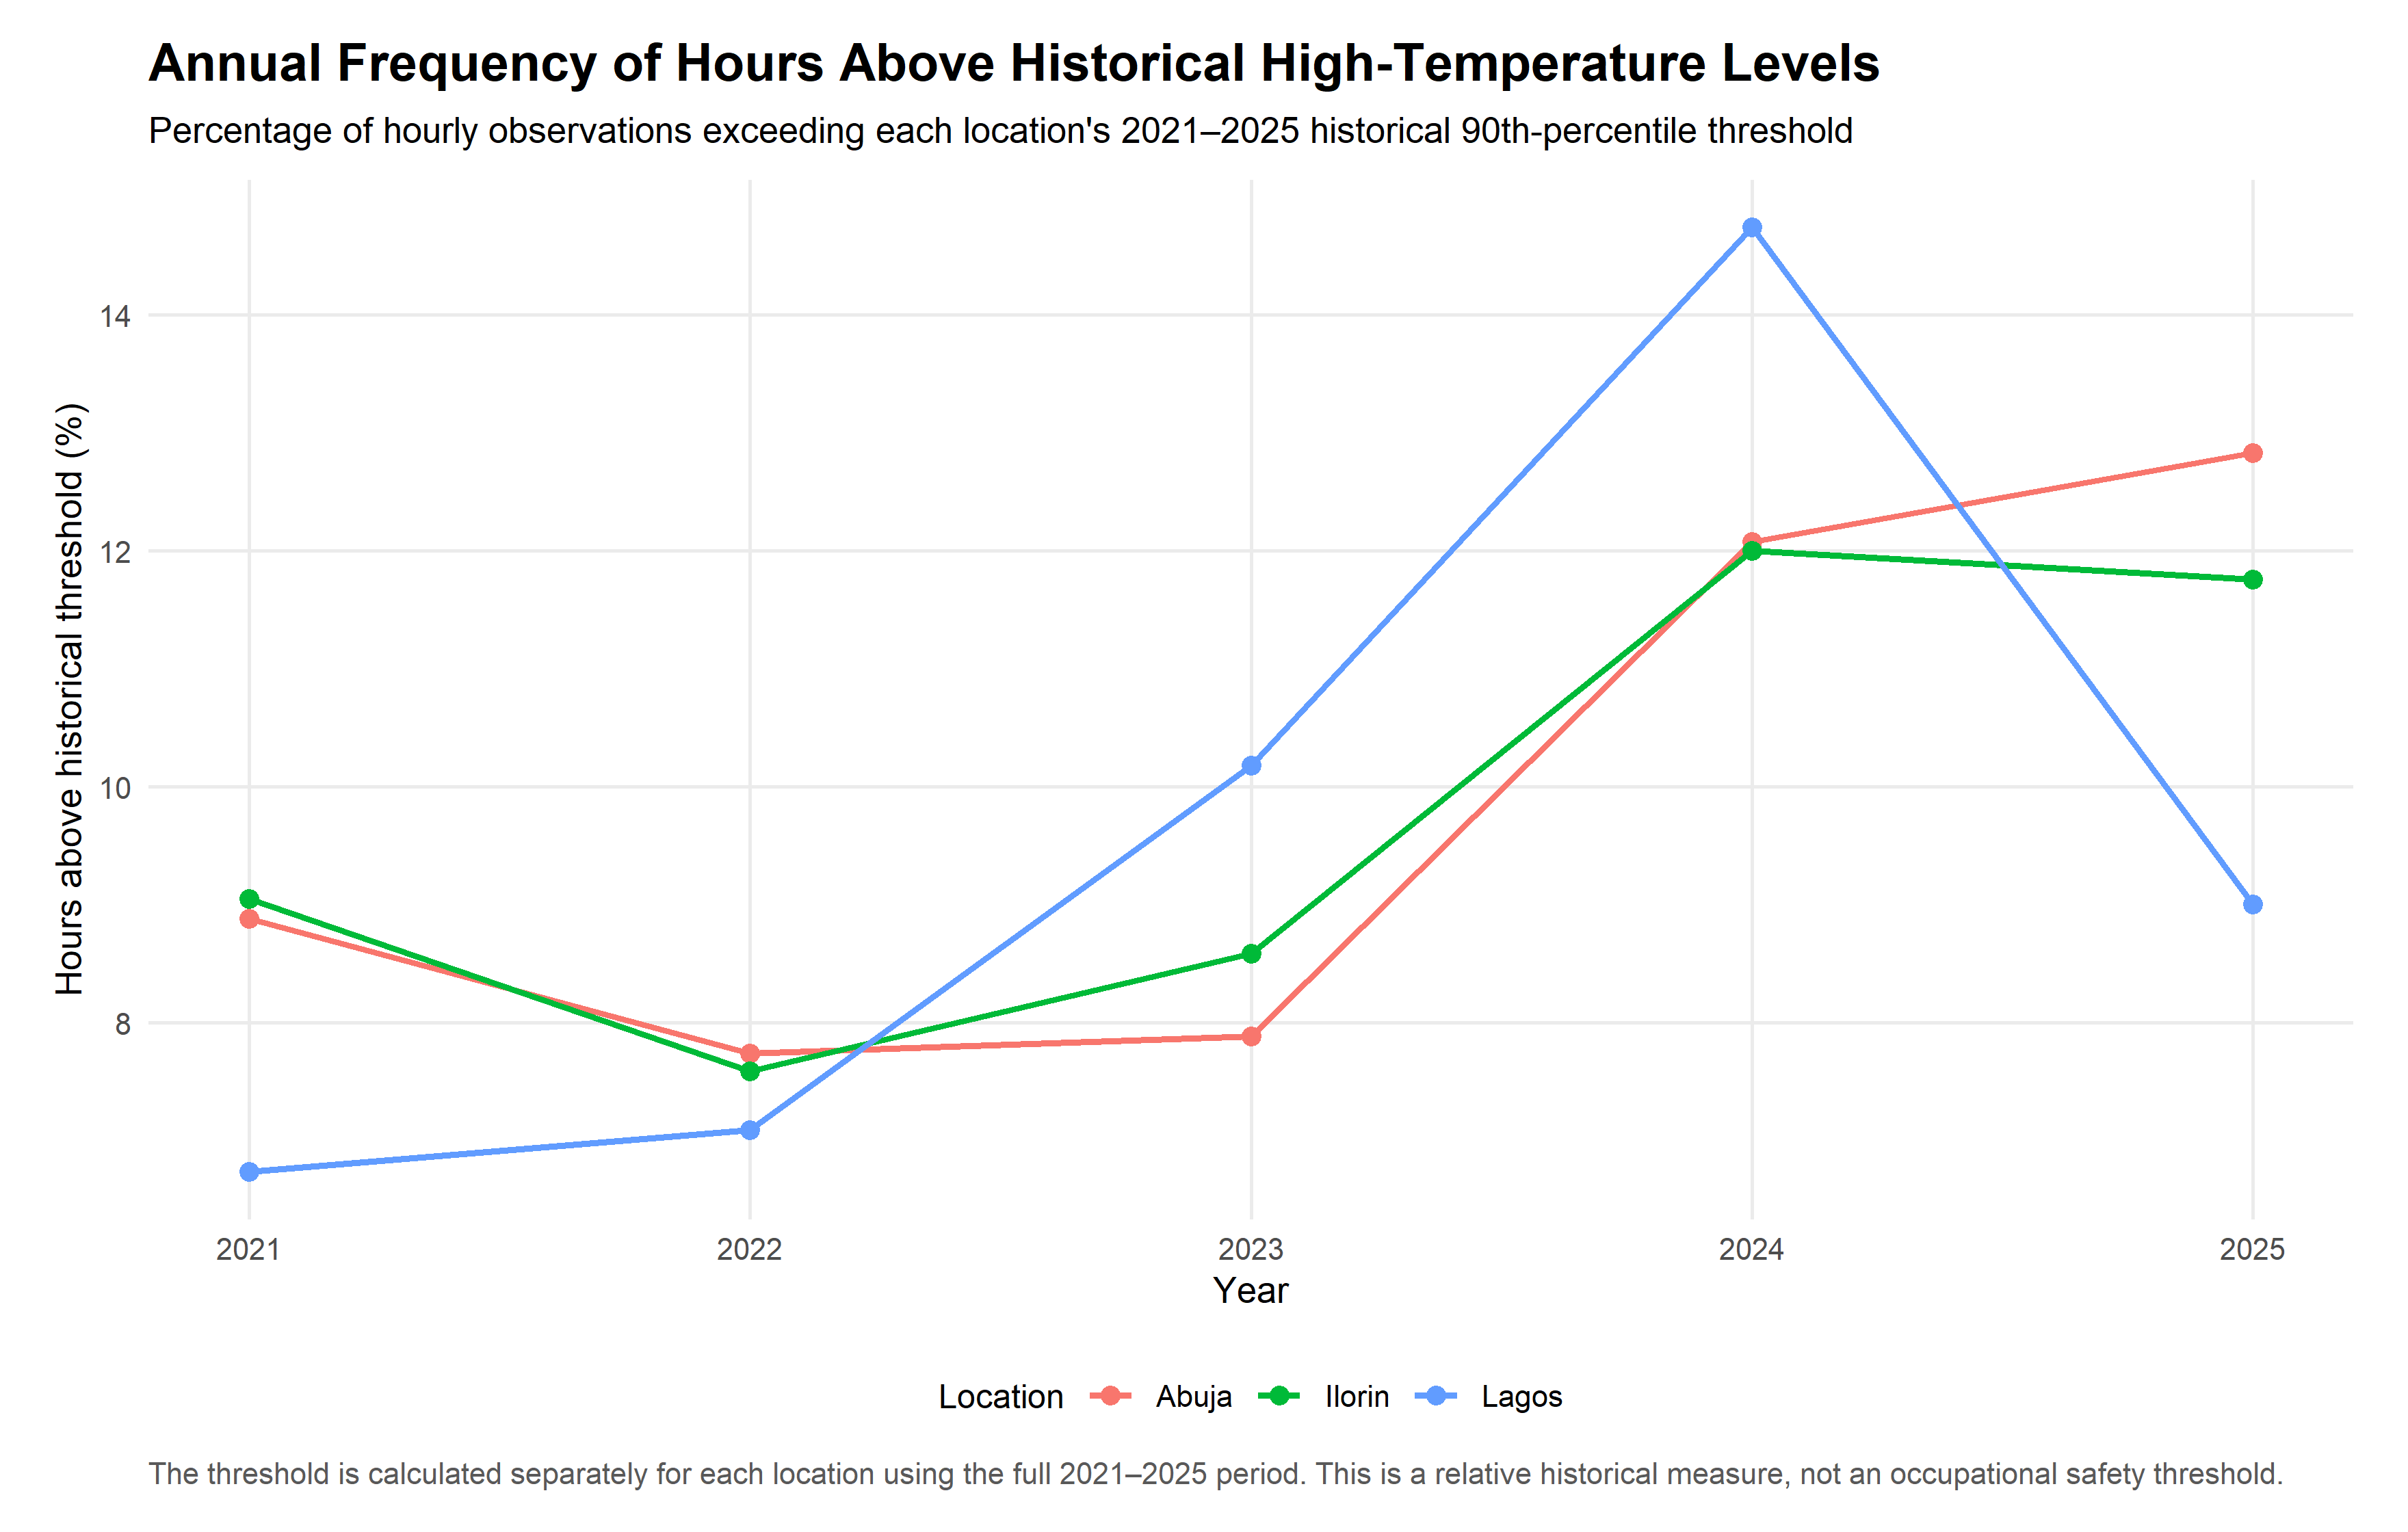 Annual Frequency of Hours Above Historical High-Temperature Levels
Percentage of hourly observations exceeding each location's 2021–2025 historical 90th-percentile threshold
Hours above historical threshold (%)
14
12
10
8
2021 2022 2023 2024 2025
Year
Location Abuja Ilorin Lagos
The threshold is calculated separately for each location using the full 2021–2025 period. This is a relative historical measure, not an occupational safety threshold.